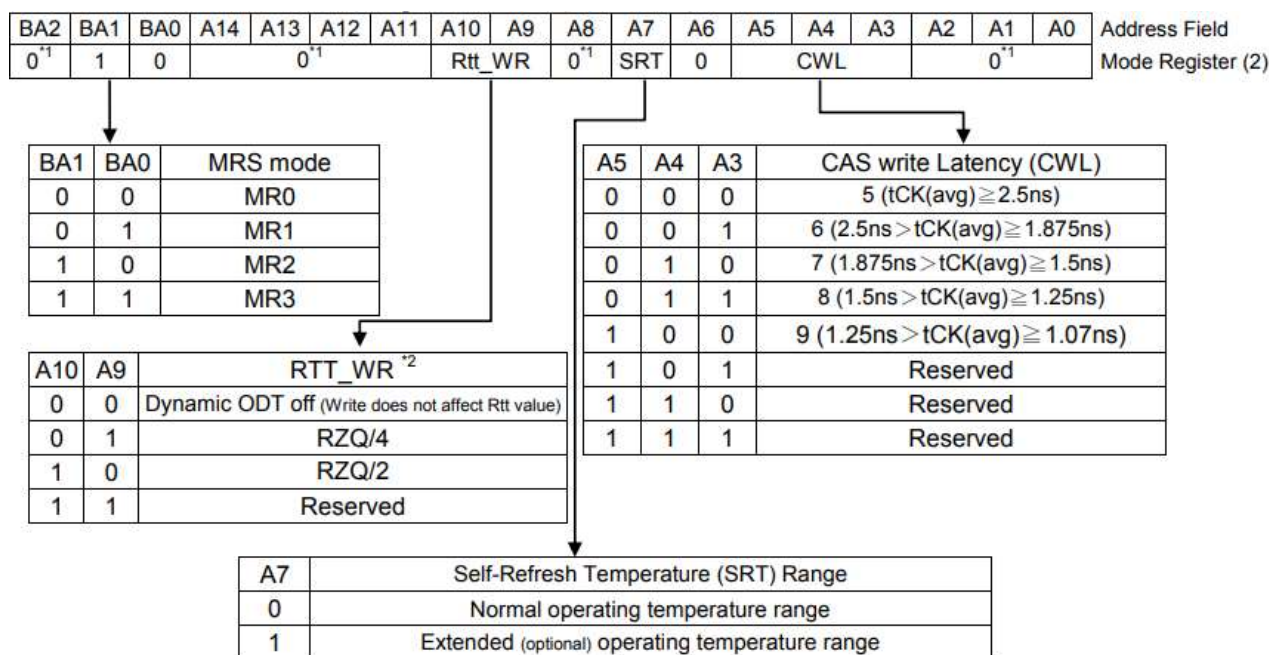 BA2 BA1 BA0 A14 A13 A12 A11 A10 A9 A8 A7 A6 A5 A4 A3 A2 A1 A0 Address Field
0*1 1 0 0*1 Rtt_WR 0*1 SRT 0 CWL 0*1 Mode Register (2)
BA1 BA0 MRS mode
0 0 MR0
0 1 MR1
1 0 MR2
1 1 MR3
A5 A4 A3 CAS write Latency (CWL)
0 0 0 5 (tCK(avg)≧2.5ns)
0 0 1 6 (2.5ns>tCK(avg)≧1.875ns)
0 1 0 7 (1.875ns>tCK(avg)≧1.5ns)
0 1 1 8 (1.5ns>tCK(avg)≧1.25ns)
1 0 0 9 (1.25ns>tCK(avg)≧1.07ns)
1 0 1 Reserved
1 1 0 Reserved
1 1 1 Reserved
A10 A9 RTT_WR *2
0 0 Dynamic ODT off (Write does not affect Rtt value)
0 1 RZQ/4
1 0 RZQ/2
1 1 Reserved
A7 Self-Refresh Temperature (SRT) Range
0 Normal operating temperature range
1 Extended (optional) operating temperature range